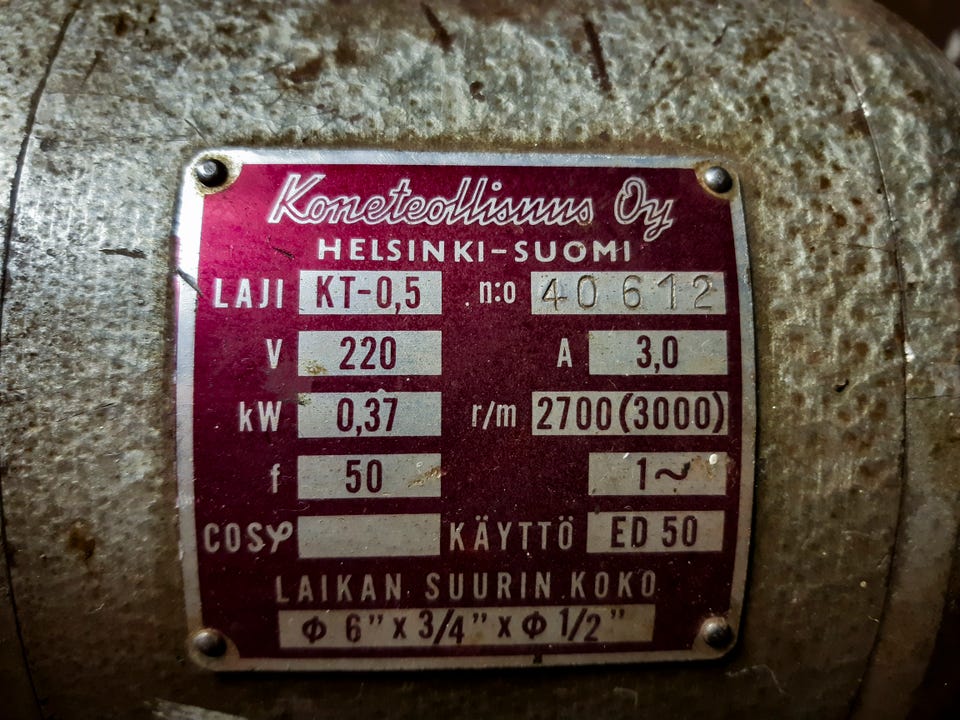 Koneteollisuus Oy
HELSINKI-SUOMI
LAJI KT-0,5 n:o 40612
V 220 A 3,0
kW 0,37 r/m 2700(3000)
f 50 1~
COSφ KÄYTTÖ ED 50
LAIKAN SUURIN KOKO
Φ 6" x 3/4" x Φ 1/2"